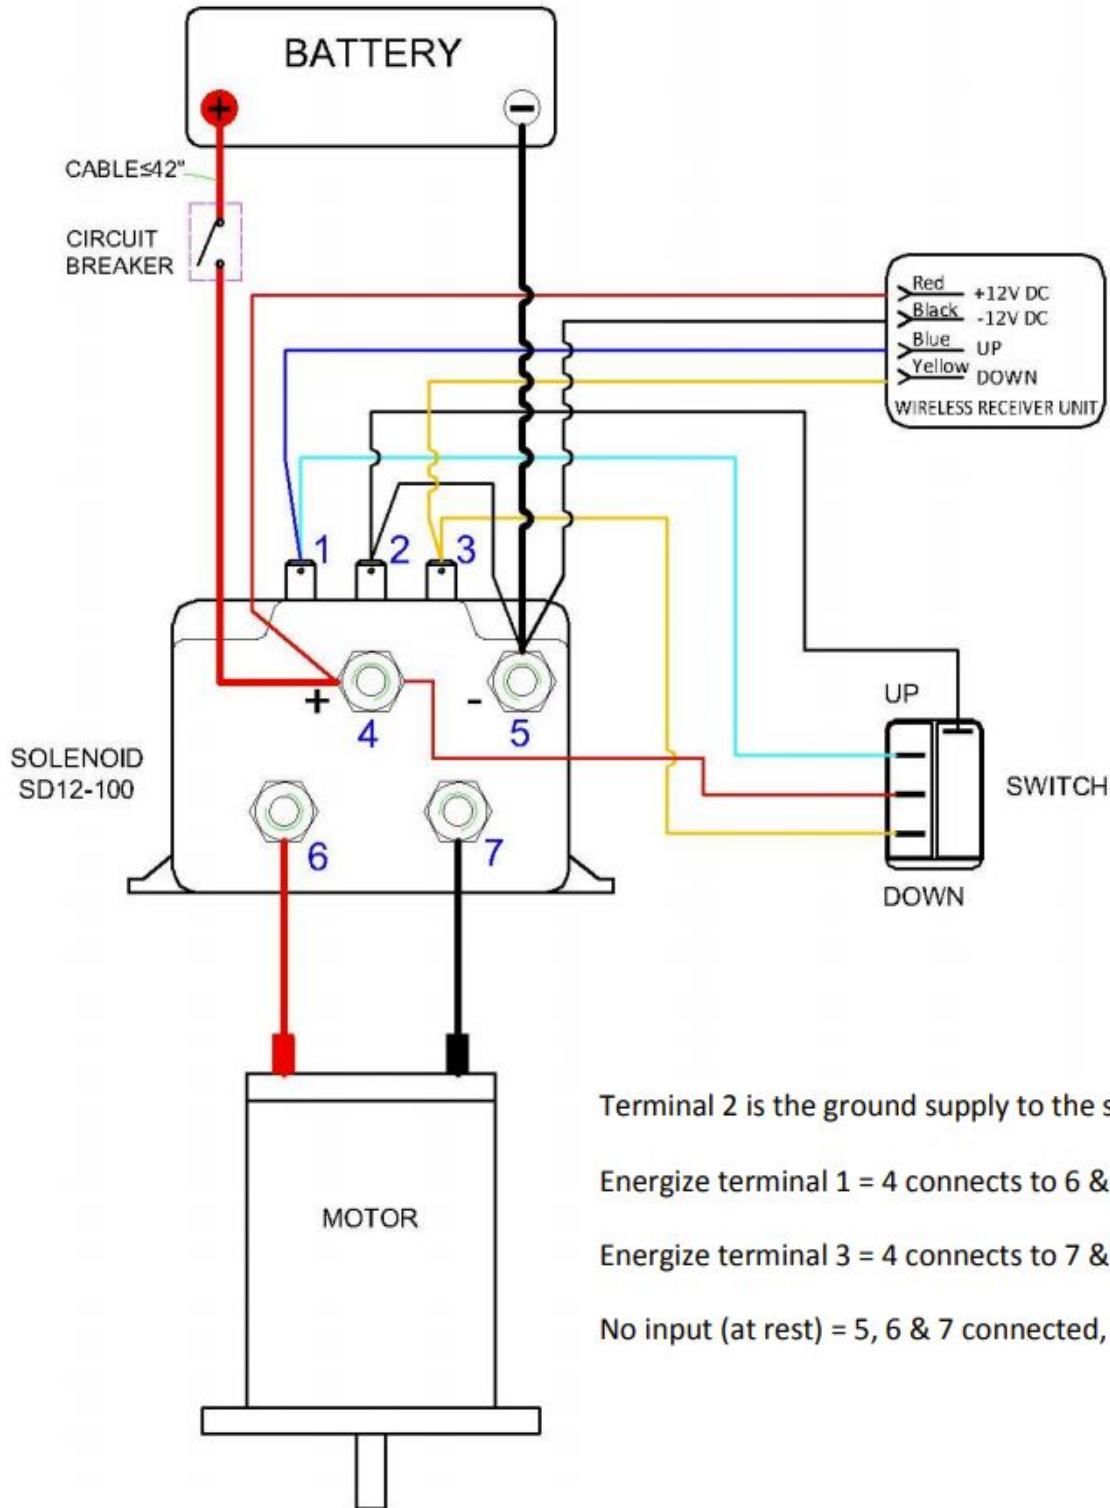 BATTERY
+
-
CABLE≤42"
CIRCUIT
BREAKER
Red +12V DC
Black -12V DC
Blue UP
Yellow DOWN
WIRELESS RECEIVER UNIT
1 2 3
+ 4
- 5
6 7
SOLENOID
SD12-100
UP
SWITCH
DOWN
MOTOR
Terminal 2 is the ground supply to the s
Energize terminal 1 = 4 connects to 6 &
Energize terminal 3 = 4 connects to 7 &
No input (at rest) = 5, 6 & 7 connected,